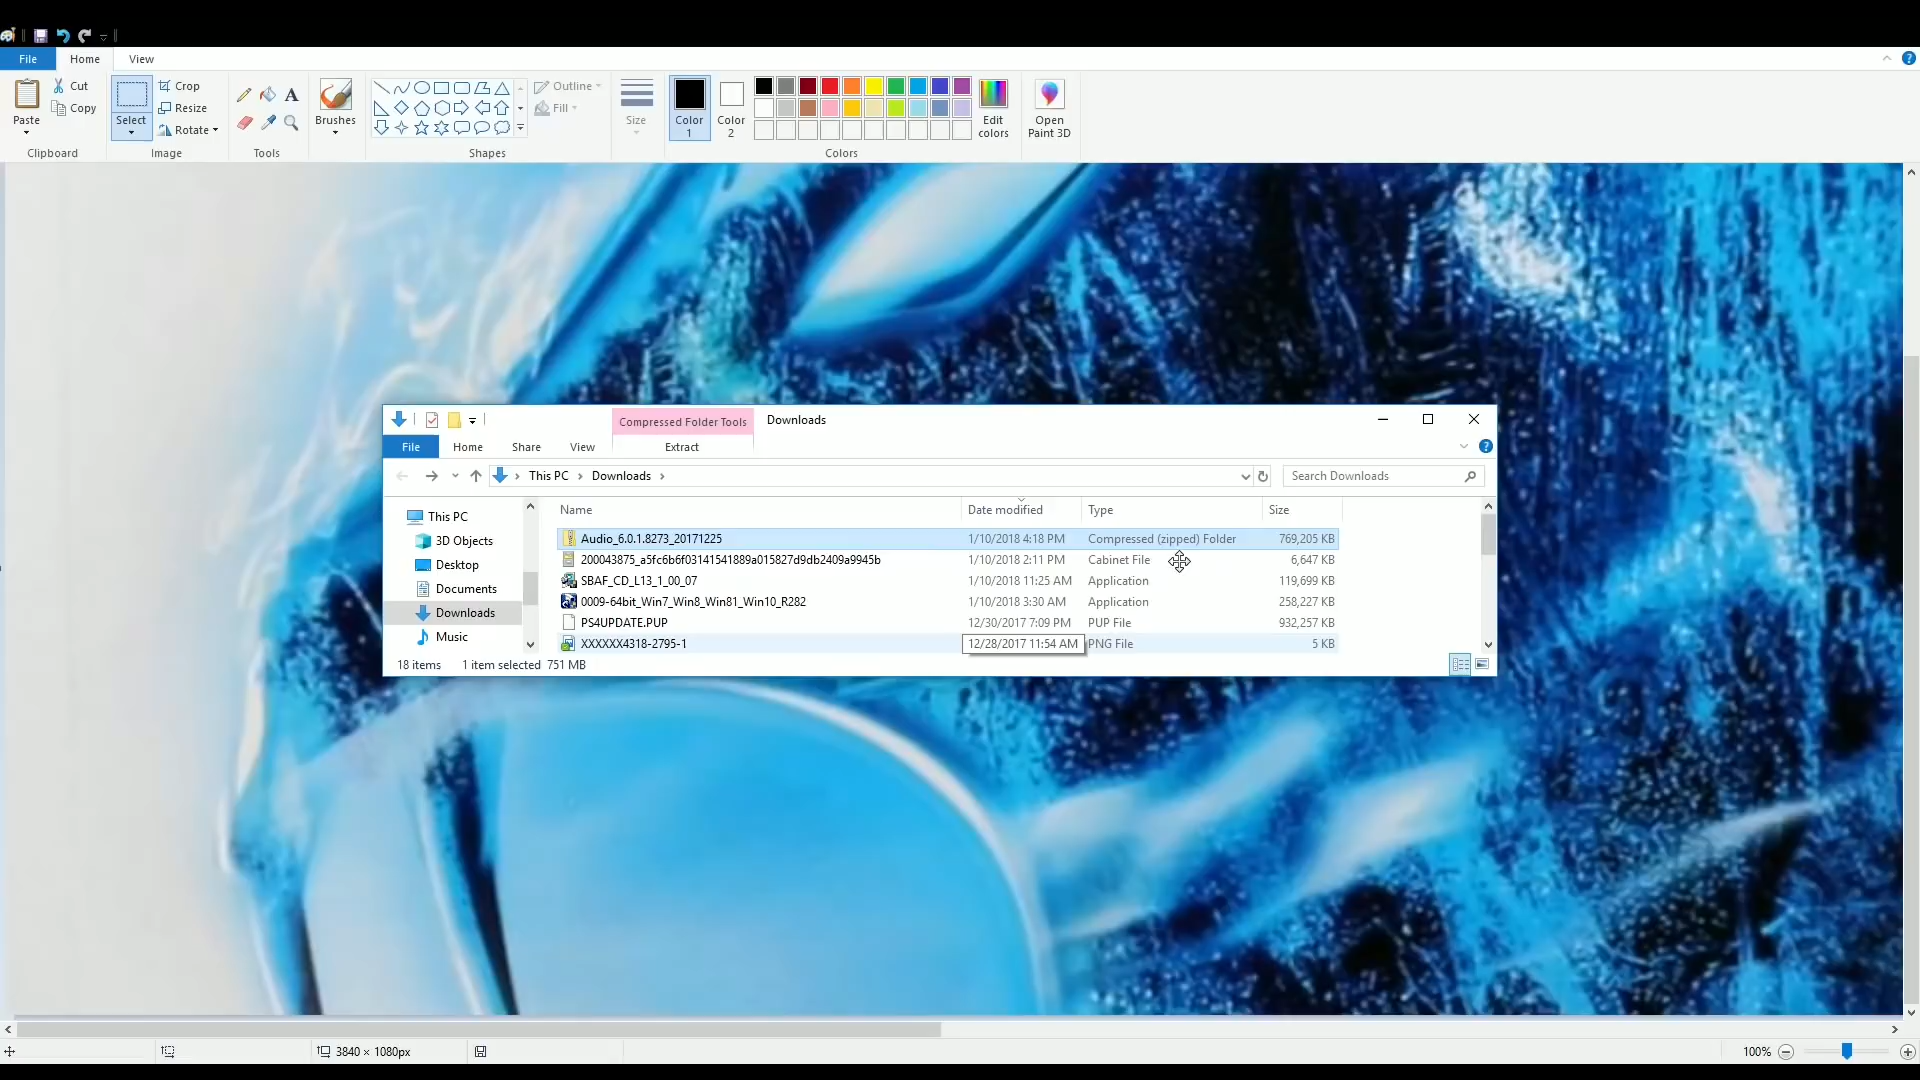 File Home View
Paste Cut Copy Clipboard
Select Crop Resize Rotate Image
A Tools
Brushes
Outline Fill Shapes
Size
Color 1 Color 2 Edit colors Colors
Open Paint 3D
Compressed Folder Tools Downloads
File Home Share View Extract
This PC Downloads Search Downloads
This PC
3D Objects
Desktop
Documents
Downloads
Music
Name Date modified Type Size
Audio_6.0.1.8273_20171225 1/10/2018 4:18 PM Compressed (zipped) Folder 769,205 KB
200043875_a5fc6b6f03141541889a015827d9db2409a9945b 1/10/2018 2:11 PM Cabinet File 6,647 KB
SBAF_CD_L13_1_00_07 1/10/2018 11:25 AM Application 119,699 KB
0009-64bit_Win7_Win8_Win81_Win10_R282 1/10/2018 3:30 AM Application 258,227 KB
PS4UPDATE.PUP 12/30/2017 7:09 PM PUP File 932,257 KB
XXXXXX4318-2795-1 12/28/2017 11:54 AM PNG File 5 KB
18 items 1 item selected 751 MB
3840 × 1080px 100%